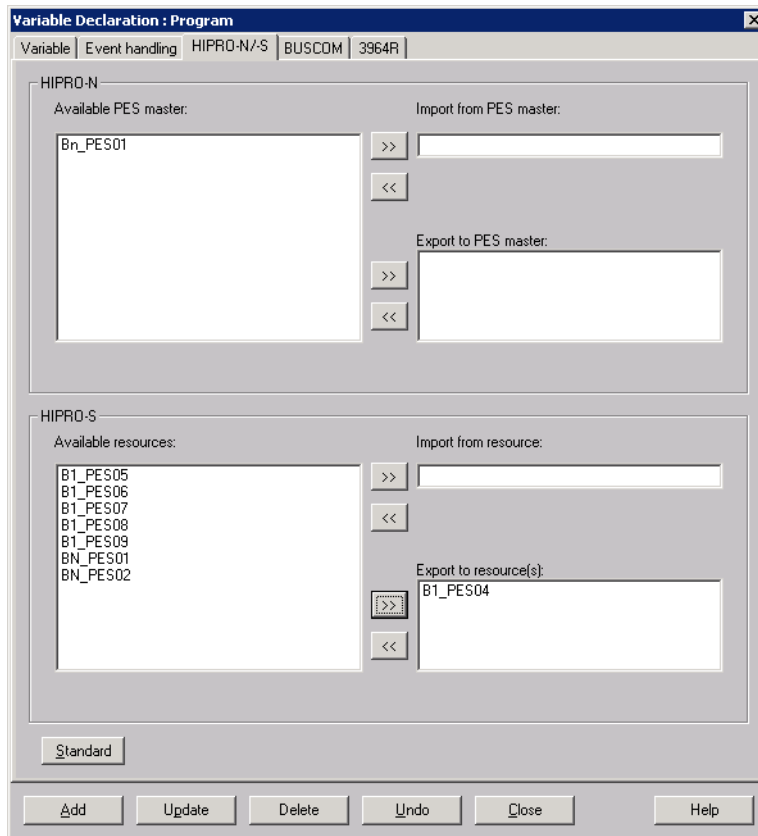 Variable Declaration : Program
Variable Event handling HIPRO-N/-S BUSCOM 3964R
HIPRO-N
Available PES master: Import from PES master:
Bn_PES01 >>
<<
Export to PES master:
>>
<<
HIPRO-S
Available resources: Import from resource:
B1_PES05 >>
B1_PES06
B1_PES07
B1_PES08 <<
B1_PES09
BN_PES01
BN_PES02 Export to resource(s):
>> B1_PES04
<<
Standard
Add Update Delete Undo Close Help